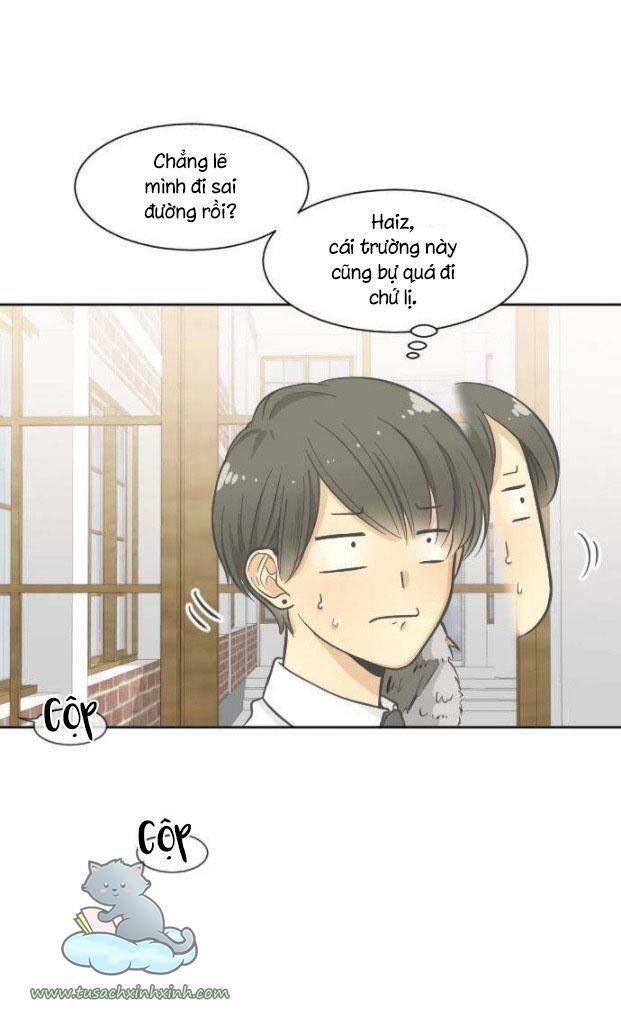 Chẳng lẽ
mình đi sai
đường rồi?
Haiz,
cái trường này
cũng bự quá đi
chứ lị.
CỘP
CỘP
www.tusachxinhxinh.com